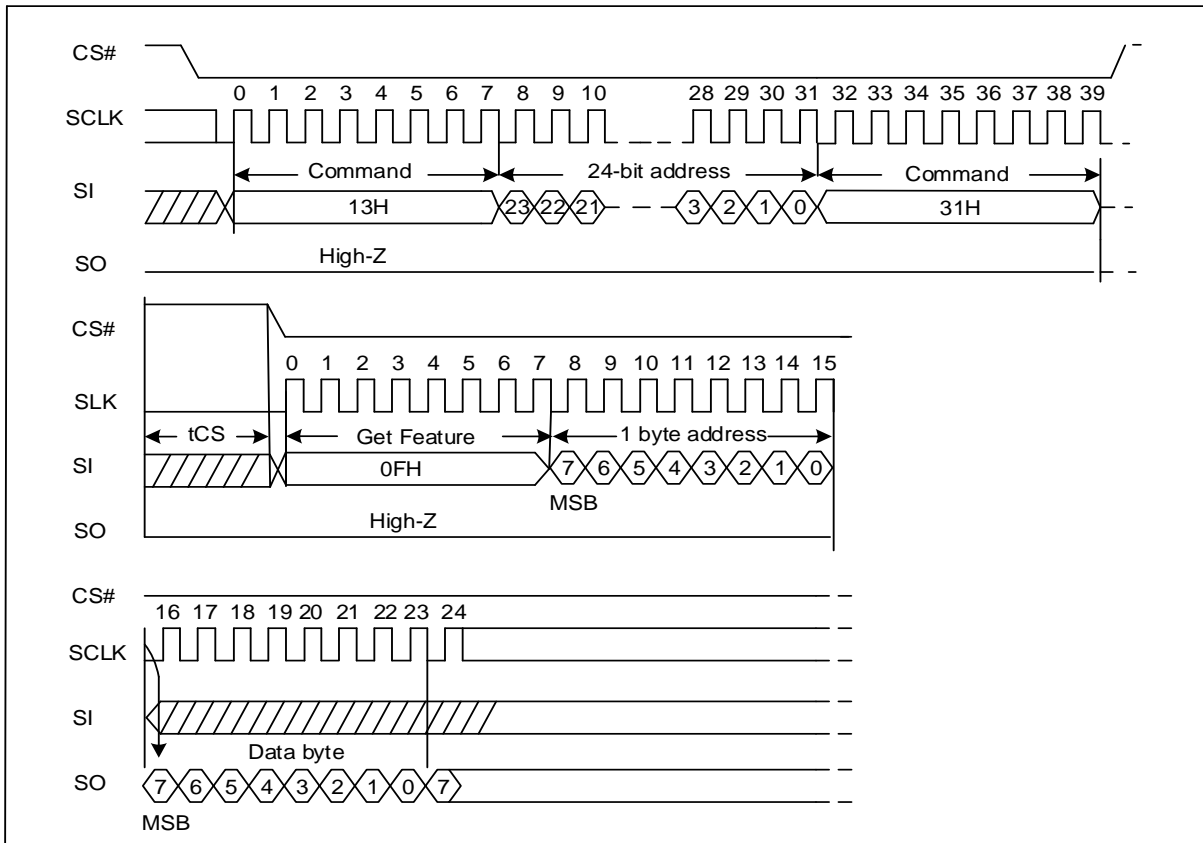 CS#
0 1 2 3 4 5 6 7 8 9 10 28 29 30 31 32 33 34 35 36 37 38 39
SCLK
Command 24-bit address Command
SI
13H 23 22 21 3 2 1 0 31H
High-Z
SO
CS#
0 1 2 3 4 5 6 7 8 9 10 11 12 13 14 15
SLK
tCS Get Feature 1 byte address
SI
0FH 7 6 5 4 3 2 1 0
MSB
High-Z
SO
CS#
16 17 18 19 20 21 22 23 24
SCLK
SI
Data byte
SO 7 6 5 4 3 2 1 0 7
MSB